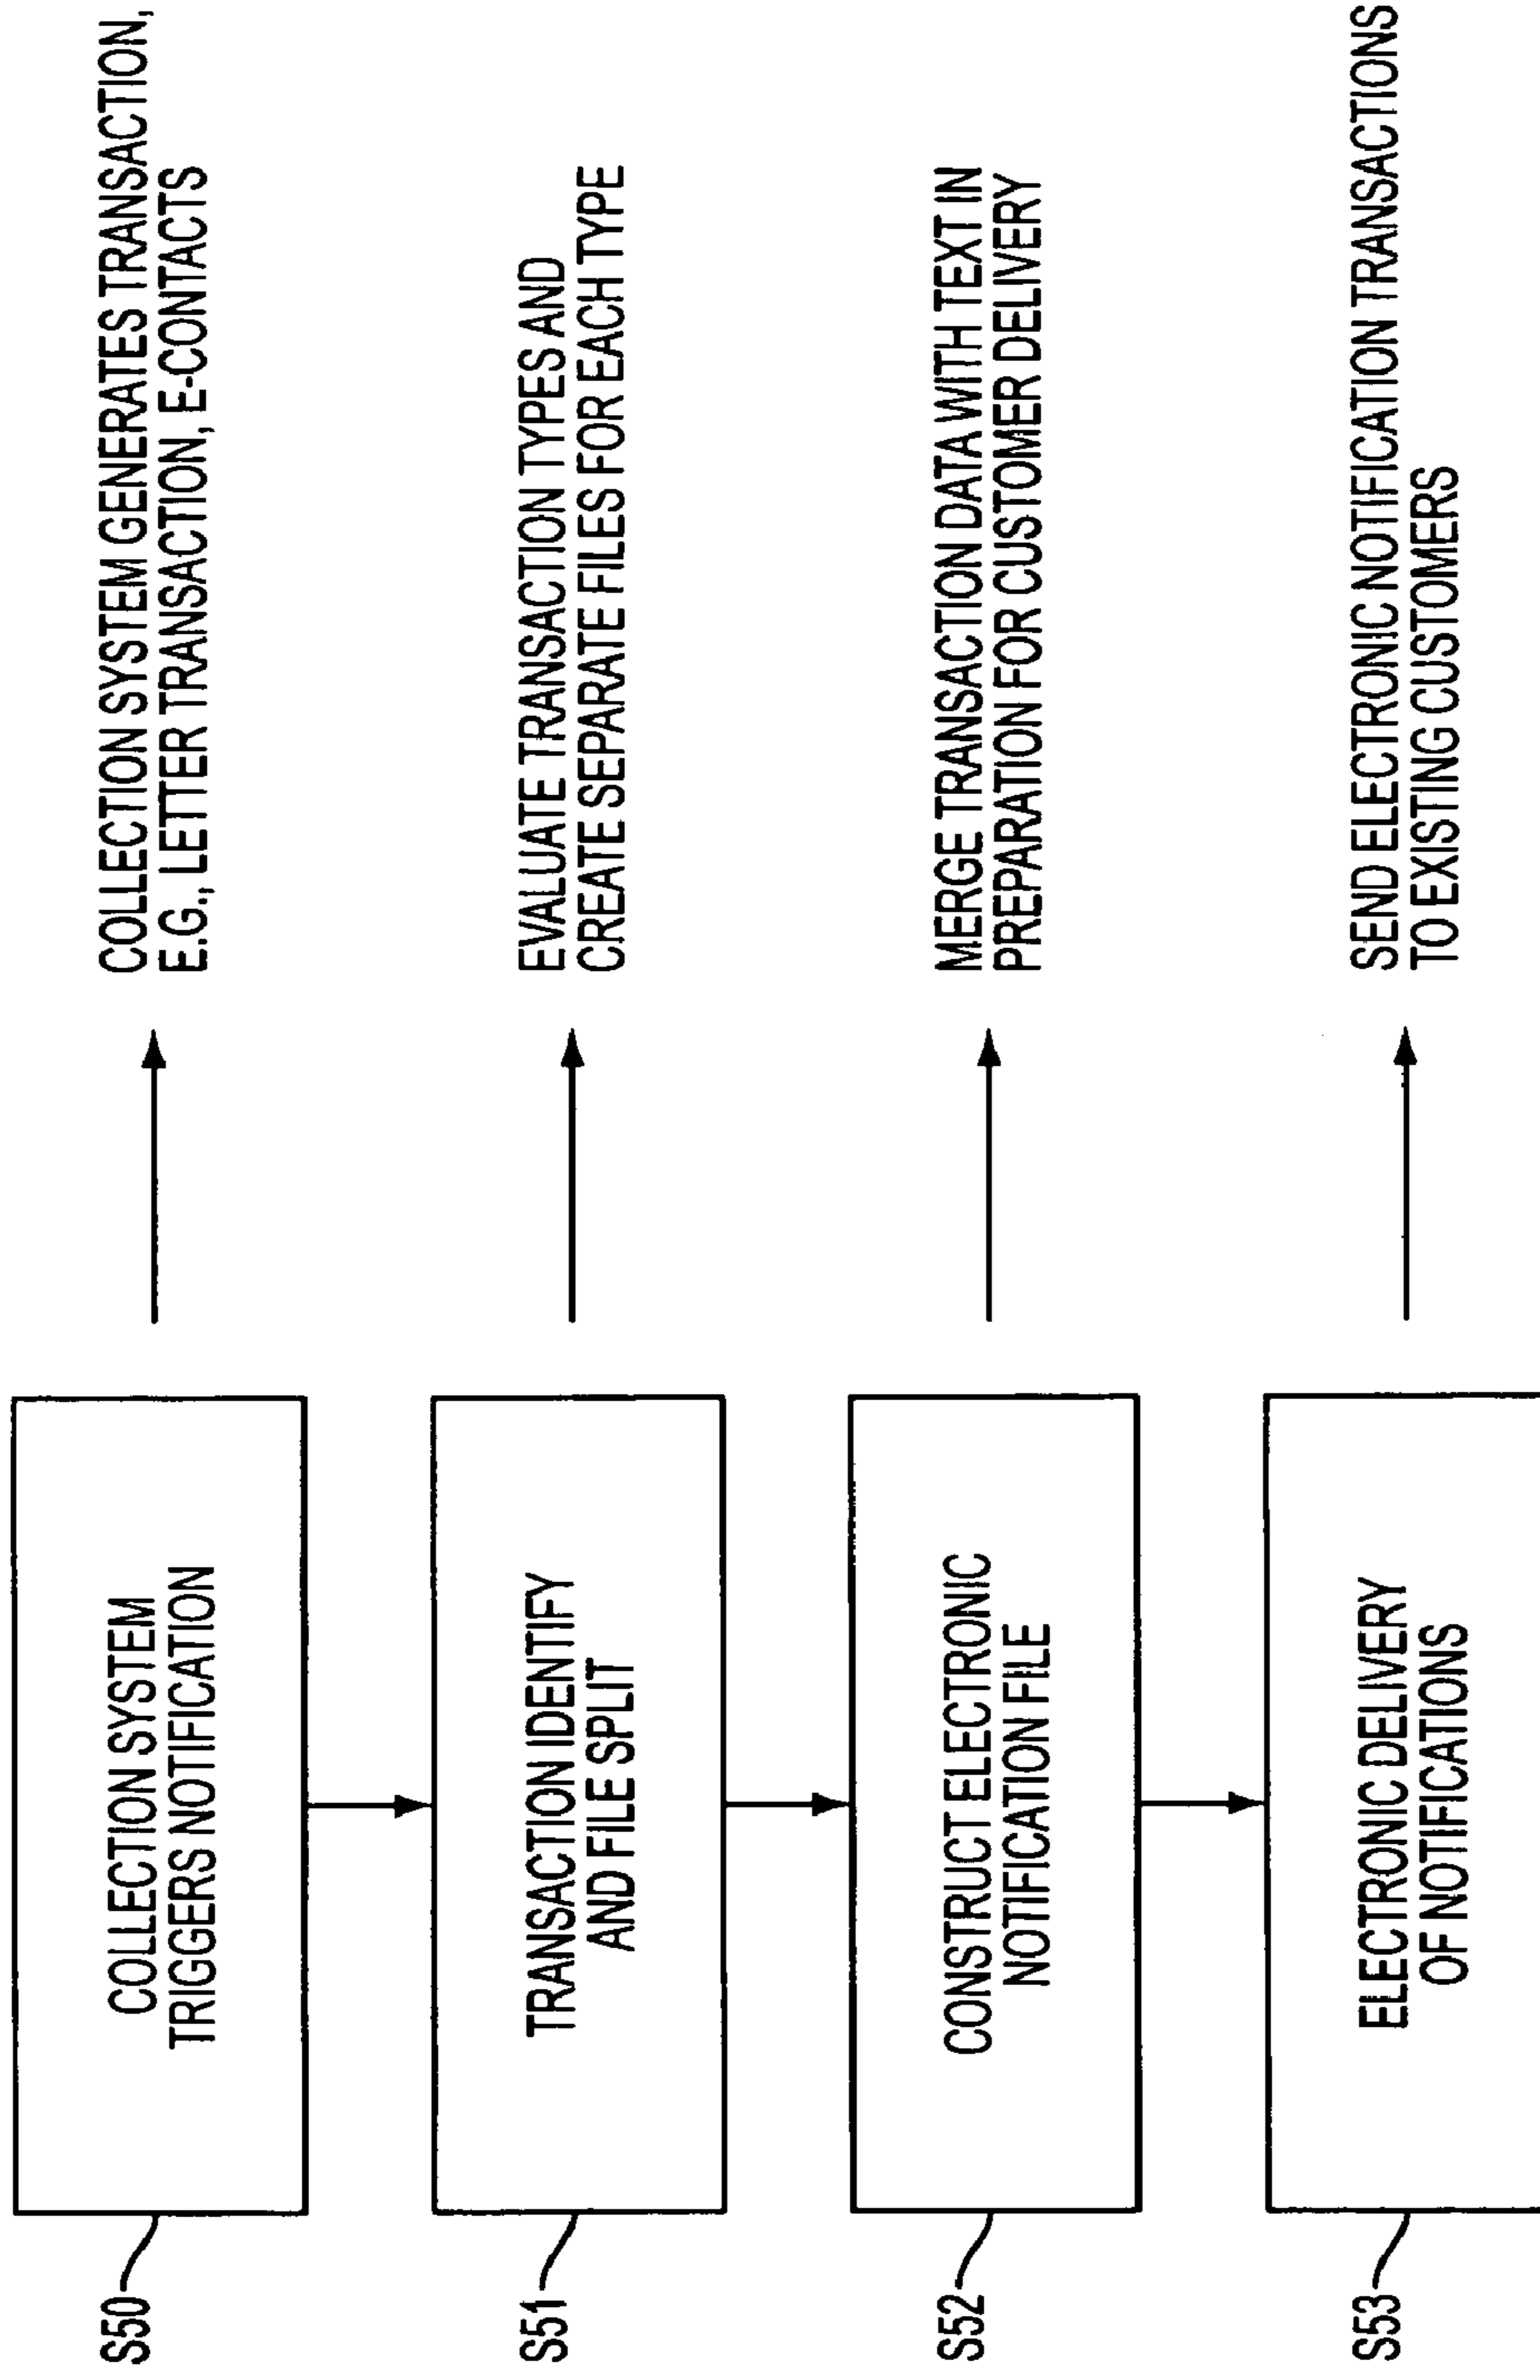 S50
COLLECTION SYSTEM
TRIGGERS NOTIFICATION
COLLECTION SYSTEM GENERATES TRANSACTION,
E.G., LETTER TRANSACTION, E-CONTACTS
S51
TRANSACTION IDENTIFY
AND FILE SPLIT
EVALUATE TRANSACTION TYPES AND
CREATE SEPARATE FILES FOR EACH TYPE
S52
CONSTRUCT ELECTRONIC
NOTIFICATION FILE
MERGE TRANSACTION DATA WITH TEXT IN
PREPARATION FOR CUSTOMER DELIVERY
S53
ELECTRONIC DELIVERY
OF NOTIFICATIONS
SEND ELECTRONIC NOTIFICATION TRANSACTIONS
TO EXISTING CUSTOMERS